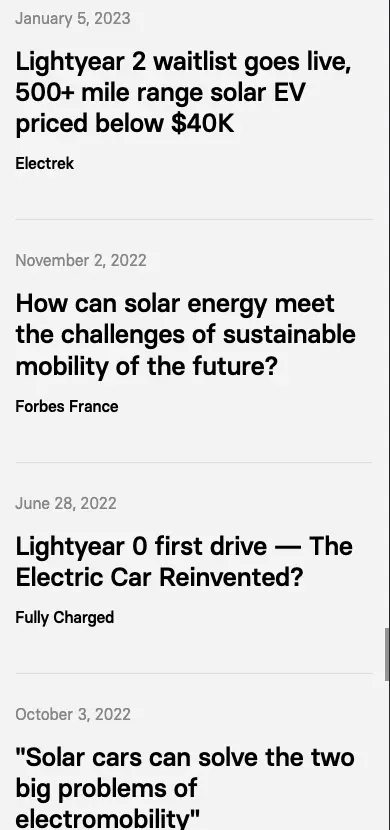 January 5, 2023
Lightyear 2 waitlist goes live,
500+ mile range solar EV
priced below $40K
Electrek
November 2, 2022
How can solar energy meet
the challenges of sustainable
mobility of the future?
Forbes France
June 28, 2022
Lightyear 0 first drive — The
Electric Car Reinvented?
Fully Charged
October 3, 2022
"Solar cars can solve the two
big problems of
electromobility"